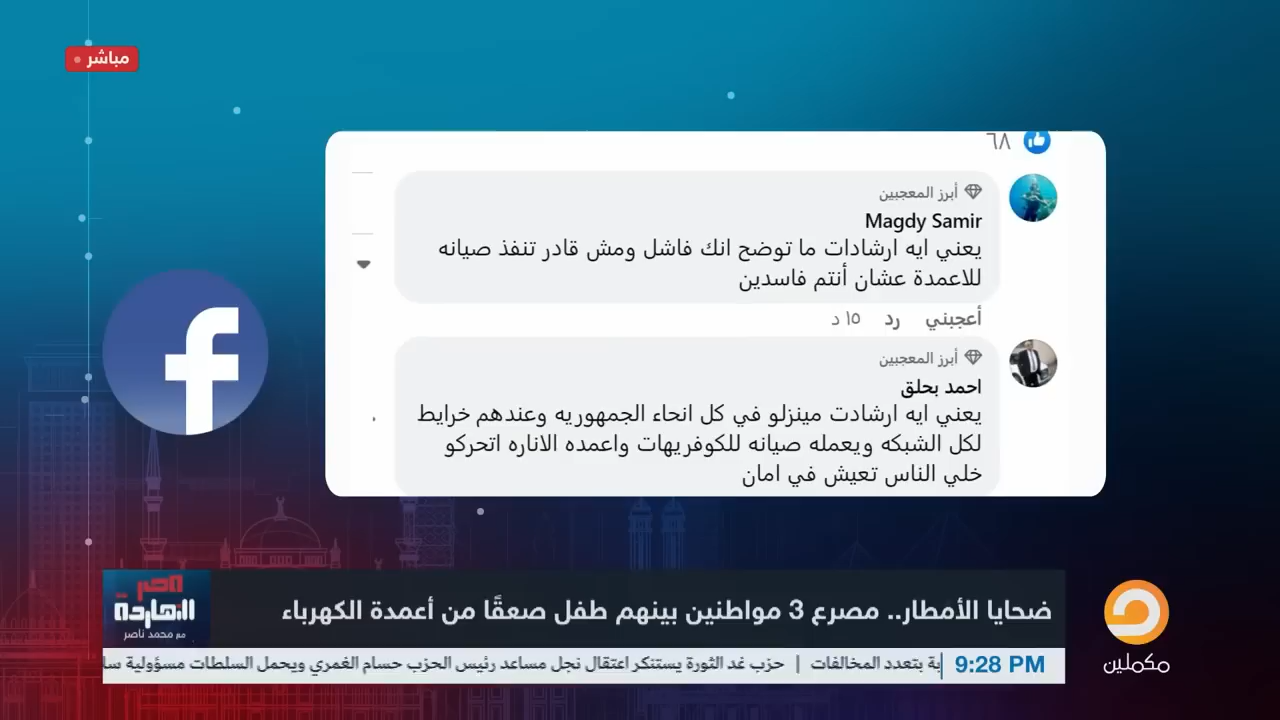 مباشر
٦٨
أبرز المعجبين
Magdy Samir
يعني ايه ارشادات ما توضح انك فاشل ومش قادر تنفذ صيانه
للاعمدة عشان أنتم فاسدين
أعجبني رد ١٥ د
أبرز المعجبين
احمد بحلق
يعني ايه ارشادت مينزلو في كل انحاء الجمهوريه وعندهم خرايط
لكل الشبكه ويعمله صيانه للكوفريهات واعمده الاناره اتحركو
خلي الناس تعيش في امان
مصر
النهاردة
مع محمد ناصر
ضحايا الأمطار.. مصرع 3 مواطنين بينهم طفل صعقًا من أعمدة الكهرباء
9:28 PM
بة بتعدد المخالفات | حزب غد الثورة يستنكر اعتقال نجل مساعد رئيس الحزب حسام الغمري ويحمل السلطات مسؤولية سا
مكملين